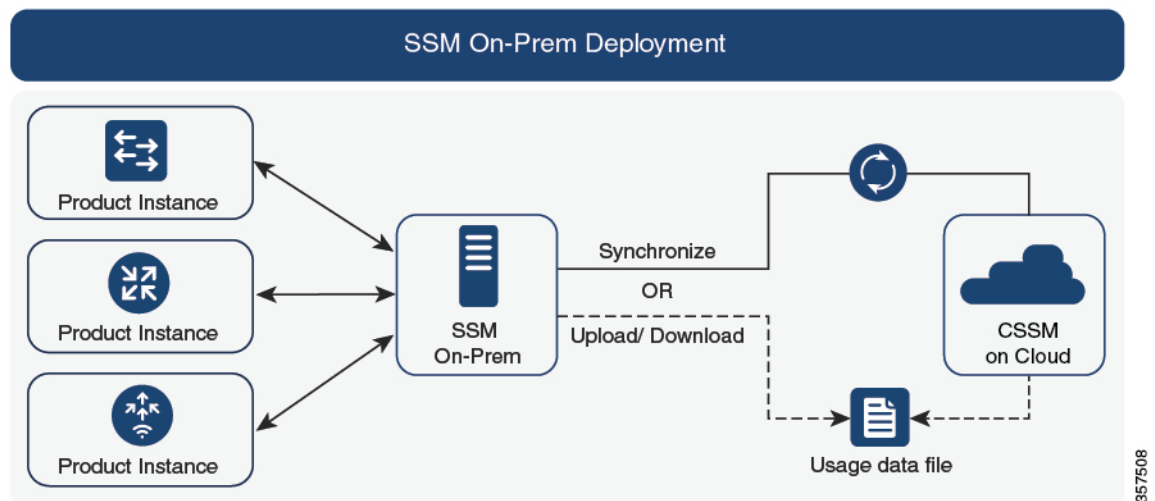 SSM On-Prem Deployment
Product Instance
Product Instance
Product Instance
SSM
On-Prem
Synchronize
OR
Upload/ Download
CSSM
on Cloud
Usage data file
357508